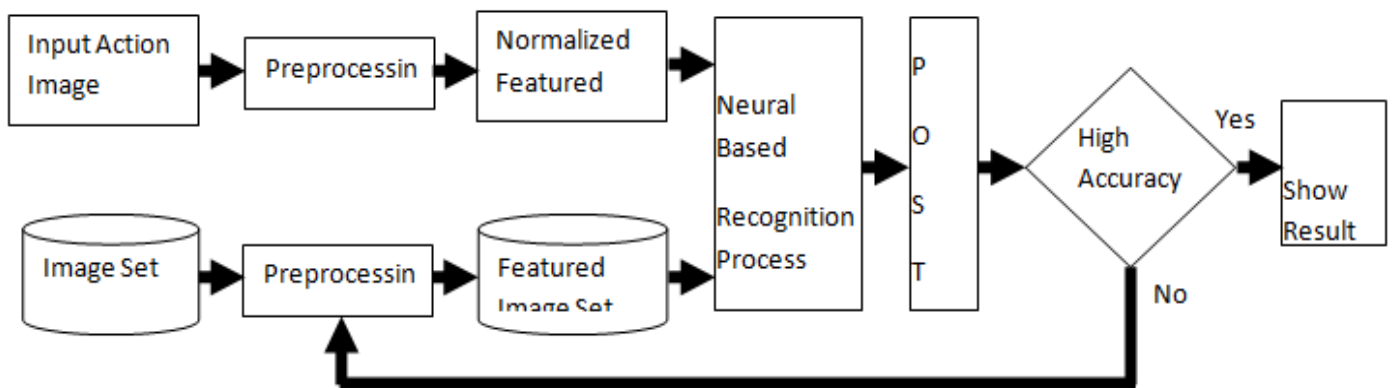 Input Action
Image
Preprocessin
Normalized
Featured
Neural
Based
Recognition
Process
P
O
S
T
High
Accuracy
Yes
Show
Result
Image Set
Preprocessin
Featured
Image Set
No